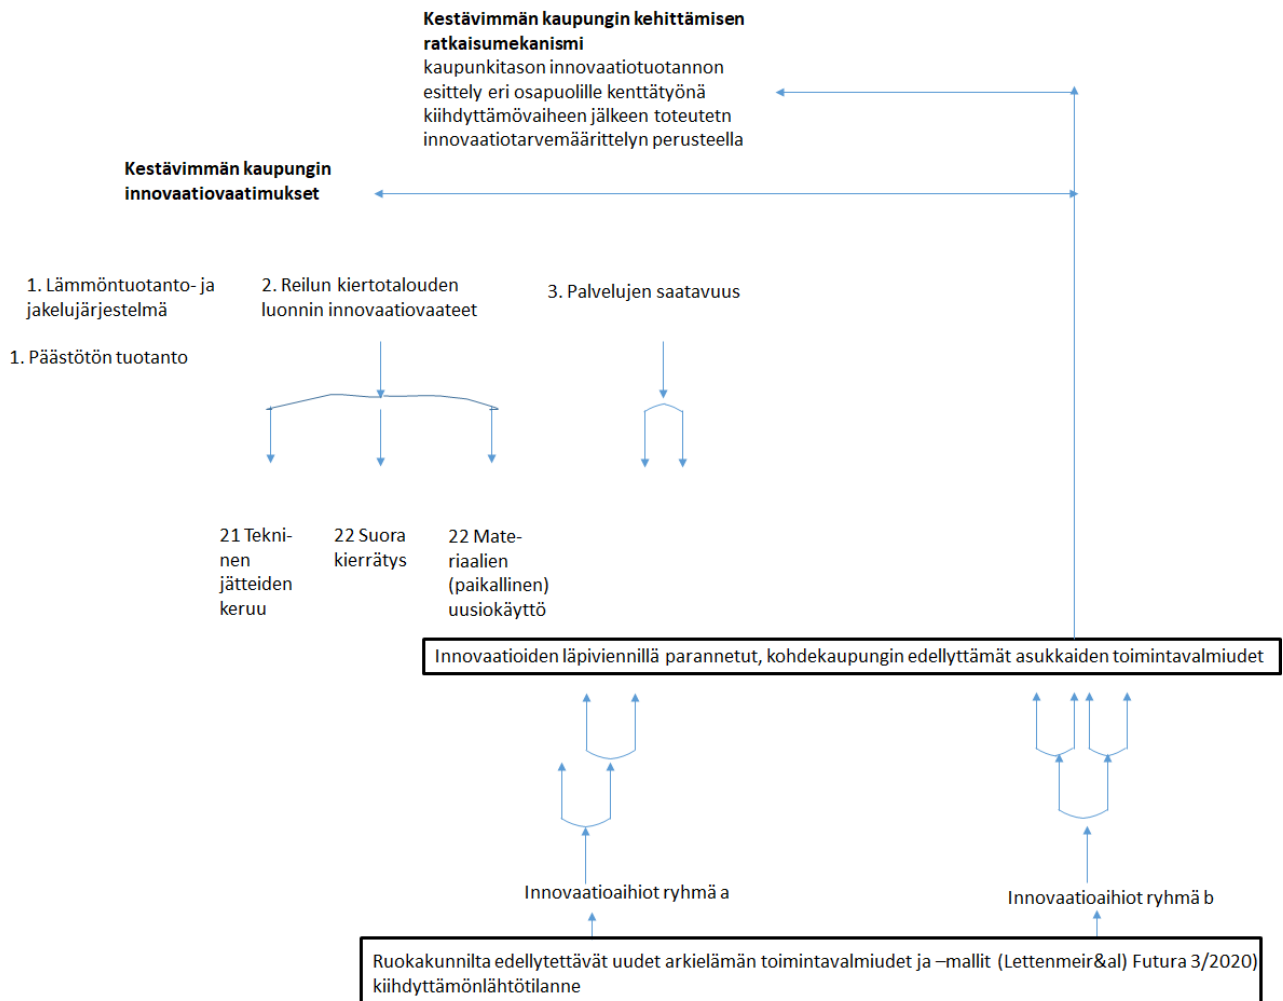 Kestävimmän kaupungin kehittämisen
ratkaisumekanismi
kaupunkitason innovaatiotuotannon
esittely eri osapuolille kenttätyönä
kiihdyttämövaiheen jälkeen toteutetn
innovaatiotarvemäärittelyn perusteella
Kestävimmän kaupungin
innovaatiovaatimukset
1. Lämmöntuotanto- ja
jakelujärjestelmä
2. Reilun kiertotalouden
luonnin innovaatiovaateet
3. Palvelujen saatavuus
1. Päästötön tuotanto
21 Tekni-
nen
jätteiden
keruu
22 Suora
kierrätys
22 Mate-
riaalien
(paikallinen)
uusiokäyttö
Innovaatioiden läpiviennillä parannetut, kohdekaupungin edellyttämät asukkaiden toimintavalmiudet
Innovaatioaihiot ryhmä a
Innovaatioaihiot ryhmä b
Ruokakunnilta edellytettävät uudet arkielämän toimintavalmiudet ja –mallit (Lettenmeir&al) Futura 3/2020)
kiihdyttämönlähtötilanne